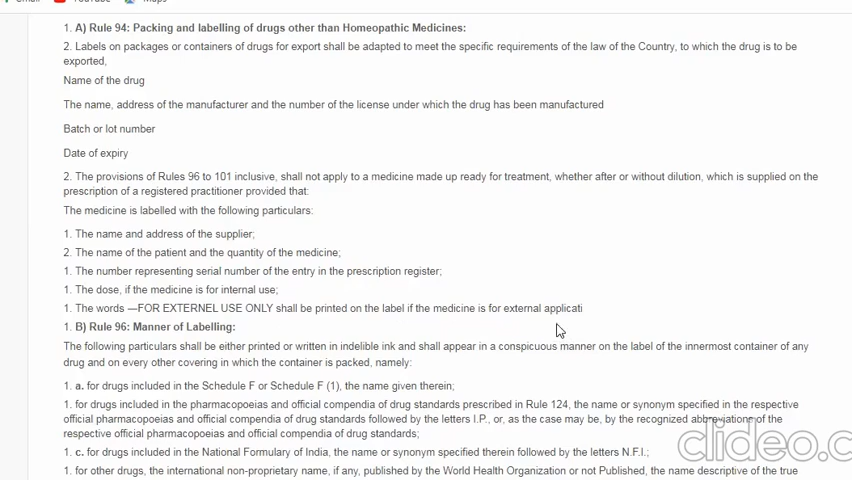 Gmail
YouTube
Maps
1. A) Rule 94: Packing and labelling of drugs other than Homeopathic Medicines:
2. Labels on packages or containers of drugs for export shall be adapted to meet the specific requirements of the law of the Country, to which the drug is to be
exported,
Name of the drug
The name, address of the manufacturer and the number of the license under which the drug has been manufactured
Batch or lot number
Date of expiry
2. The provisions of Rules 96 to 101 inclusive, shall not apply to a medicine made up ready for treatment, whether after or without dilution, which is supplied on the
prescription of a registered practitioner provided that:
The medicine is labelled with the following particulars:
1. The name and address of the supplier;
2. The name of the patient and the quantity of the medicine;
1. The number representing serial number of the entry in the prescription register;
1. The dose, if the medicine is for internal use;
1. The words —FOR EXTERNEL USE ONLY shall be printed on the label if the medicine is for external applicati
1. B) Rule 96: Manner of Labelling:
The following particulars shall be either printed or written in indelible ink and shall appear in a conspicuous manner on the label of the innermost container of any
drug and on every other covering in which the container is packed, namely:
1. a. for drugs included in the Schedule F or Schedule F (1), the name given therein;
1. for drugs included in the pharmacopoeias and official compendia of drug standards prescribed in Rule 124, the name or synonym specified in the respective
official pharmacopoeias and official compendia of drug standards followed by the letters I.P., or, as the case may be, by the recognized abbreviations of the
respective official pharmacopoeias and official compendia of drug standards;
1. c. for drugs included in the National Formulary of India, the name or synonym specified therein followed by the letters N.F.I.;
1. for other drugs, the international non-proprietary name, if any, published by the World Health Organization or not Published, the name descriptive of the true
clideo.com